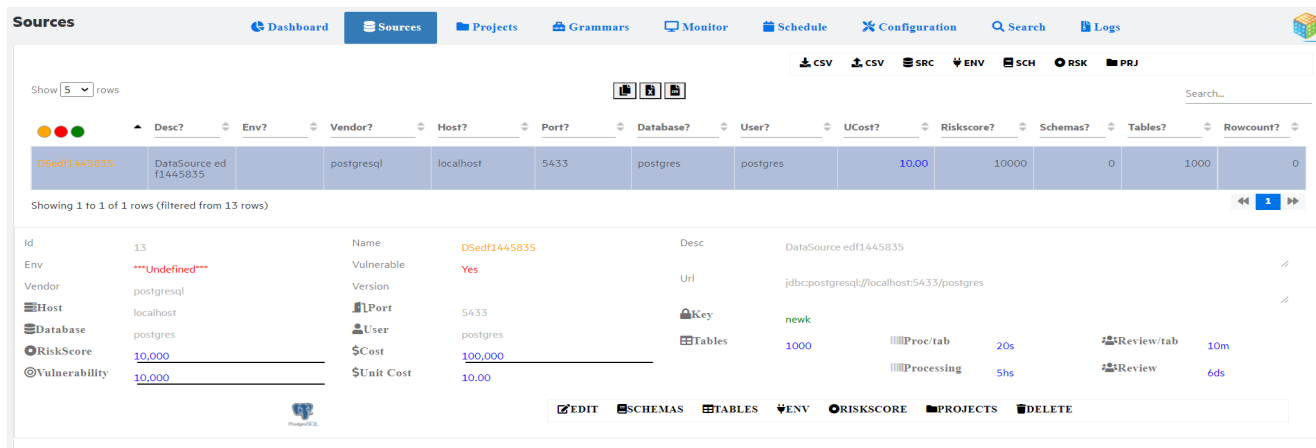 Sources
Dashboard Sources Projects Grammars Monitor Schedule Configuration Search Logs
CSV CSV SRC ENV SCH RSK PRJ
Show 5 rows
Search...
Desc? Env? Vendor? Host? Port? Database? User? UCost? Riskscore? Schemas? Tables? Rowcount?
DSedf1445835 DataSource ed postgresql localhost 5433 postgres postgres 10.00 10000 0 1000 0
f1445835
Showing 1 to 1 of 1 rows (filtered from 13 rows)
1
Id 13 Name DSedf1445835 Desc DataSource edf1445835
Env ***Undefined*** Vulnerable Yes
Vendor postgresql Version Url jdbc:postgresql://localhost:5433/postgres
Host localhost Port 5433 Key newk
Database postgres User postgres Tables 1000 Proc/tab 20s Review/tab 10m
RiskScore 10,000 Cost 100,000 Processing 5hs Review 6ds
Vulnerability 10,000 Unit Cost 10.00
PostgreSQL EDIT SCHEMAS TABLES ENV RISKSCORE PROJECTS DELETE